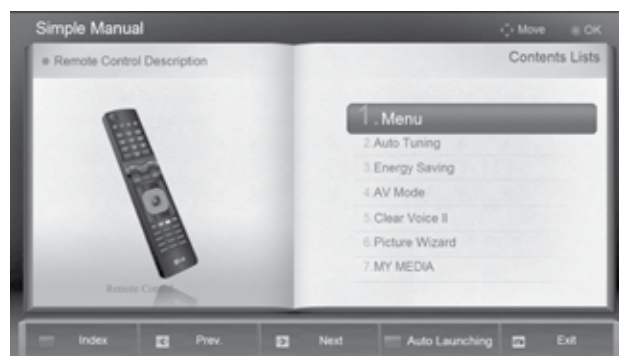 Simple Manual
Move OK
Remote Control Description
Contents Lists
1. Menu
2. Auto Tuning
3. Energy Saving
4. AV Mode
5. Clear Voice II
6. Picture Wizard
7. MY MEDIA
Remote Control
Index Prev. Next Auto Launching Exit